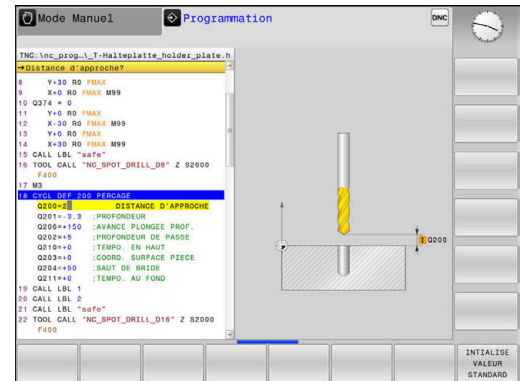 Mode Manuel
Programmation
DNC
TNC:\nc_prog…\_T-Halteplatte_holder_plate.h
→Distance d'approche?
8 Y+30 R0 FMAX
9 X+0 R0 FMAX M99
10 Q374 = 0
11 Y+0 R0 FMAX
12 X-30 R0 FMAX M99
13 Y+0 R0 FMAX
14 X+30 R0 FMAX M99
15 CALL LBL "safe"
16 TOOL CALL "NC_SPOT_DRILL_D8" Z S2000
F400
17 M3
18 CYCL DEF 200 PERCAGE
Q200=2 DISTANCE D'APPROCHE
Q201=-3.3 ;PROFONDEUR
Q206=+150 ;AVANCE PLONGEE PROF.
Q202=+5 ;PROFONDEUR DE PASSE
Q210=+0 ;TEMPO. EN HAUT
Q203=+0 ;COORD. SURFACE PIECE
Q204=+50 ;SAUT DE BRIDE
Q211=+0 ;TEMPO. AU FOND
19 CALL LBL 1
20 CALL LBL 2
21 CALL LBL "safe"
22 TOOL CALL "NC_SPOT_DRILL_D16" Z S2000
F400
Q200
INTIALISE
VALEUR
STANDARD